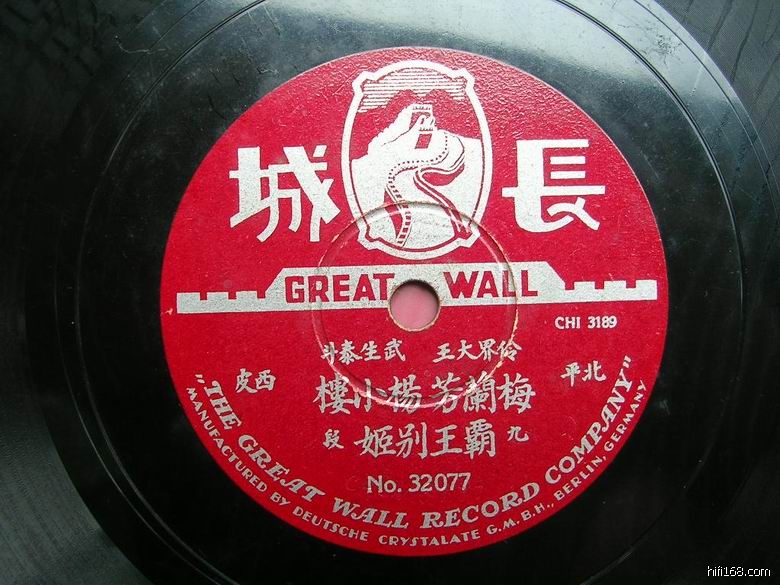 長城
GREAT WALL
CHI 3189
伶界大王 武生泰斗
北平 梅蘭芳楊小樓 西皮
九 霸王别姬 段
No. 32077
"THE GREAT WALL RECORD COMPANY"
MANUFACTURED BY DEUTSCHE CRYSTALATE G.M.B.H., BERLIN, GERMANY
hifi168.com